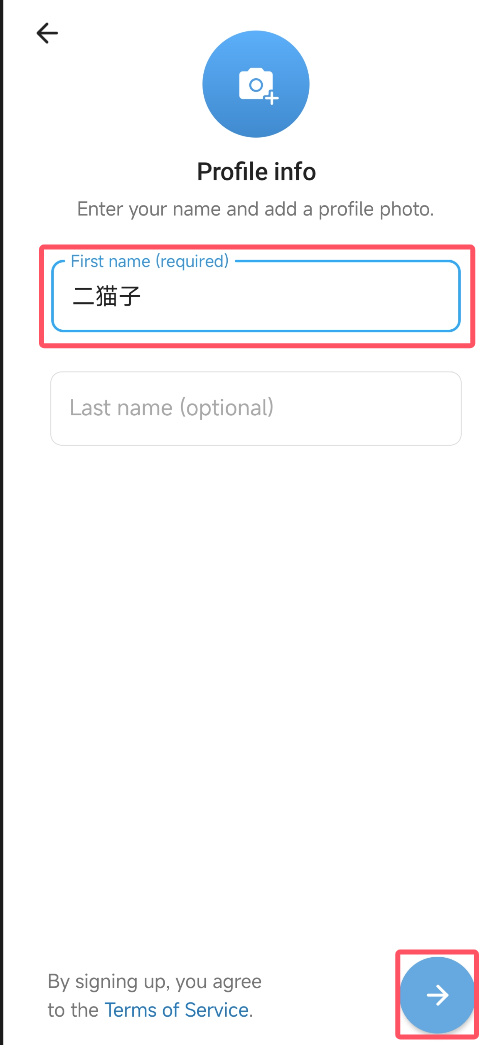 Profile info
Enter your name and add a profile photo.
First name (required)
二猫子
Last name (optional)
By signing up, you agree
to the Terms of Service.